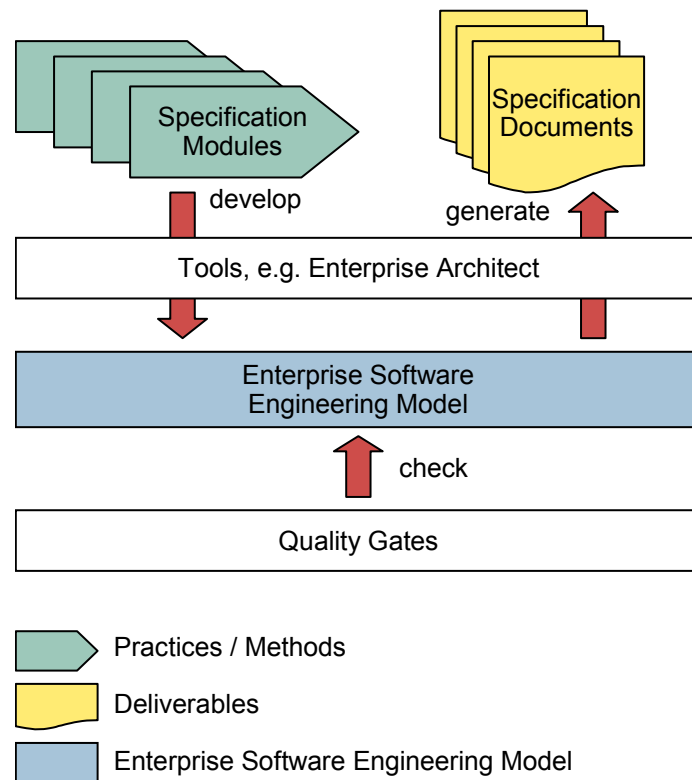 Specification
Modules
Specification
Documents
develop
generate
Tools, e.g. Enterprise Architect
Enterprise Software
Engineering Model
check
Quality Gates
Practices / Methods
Deliverables
Enterprise Software Engineering Model